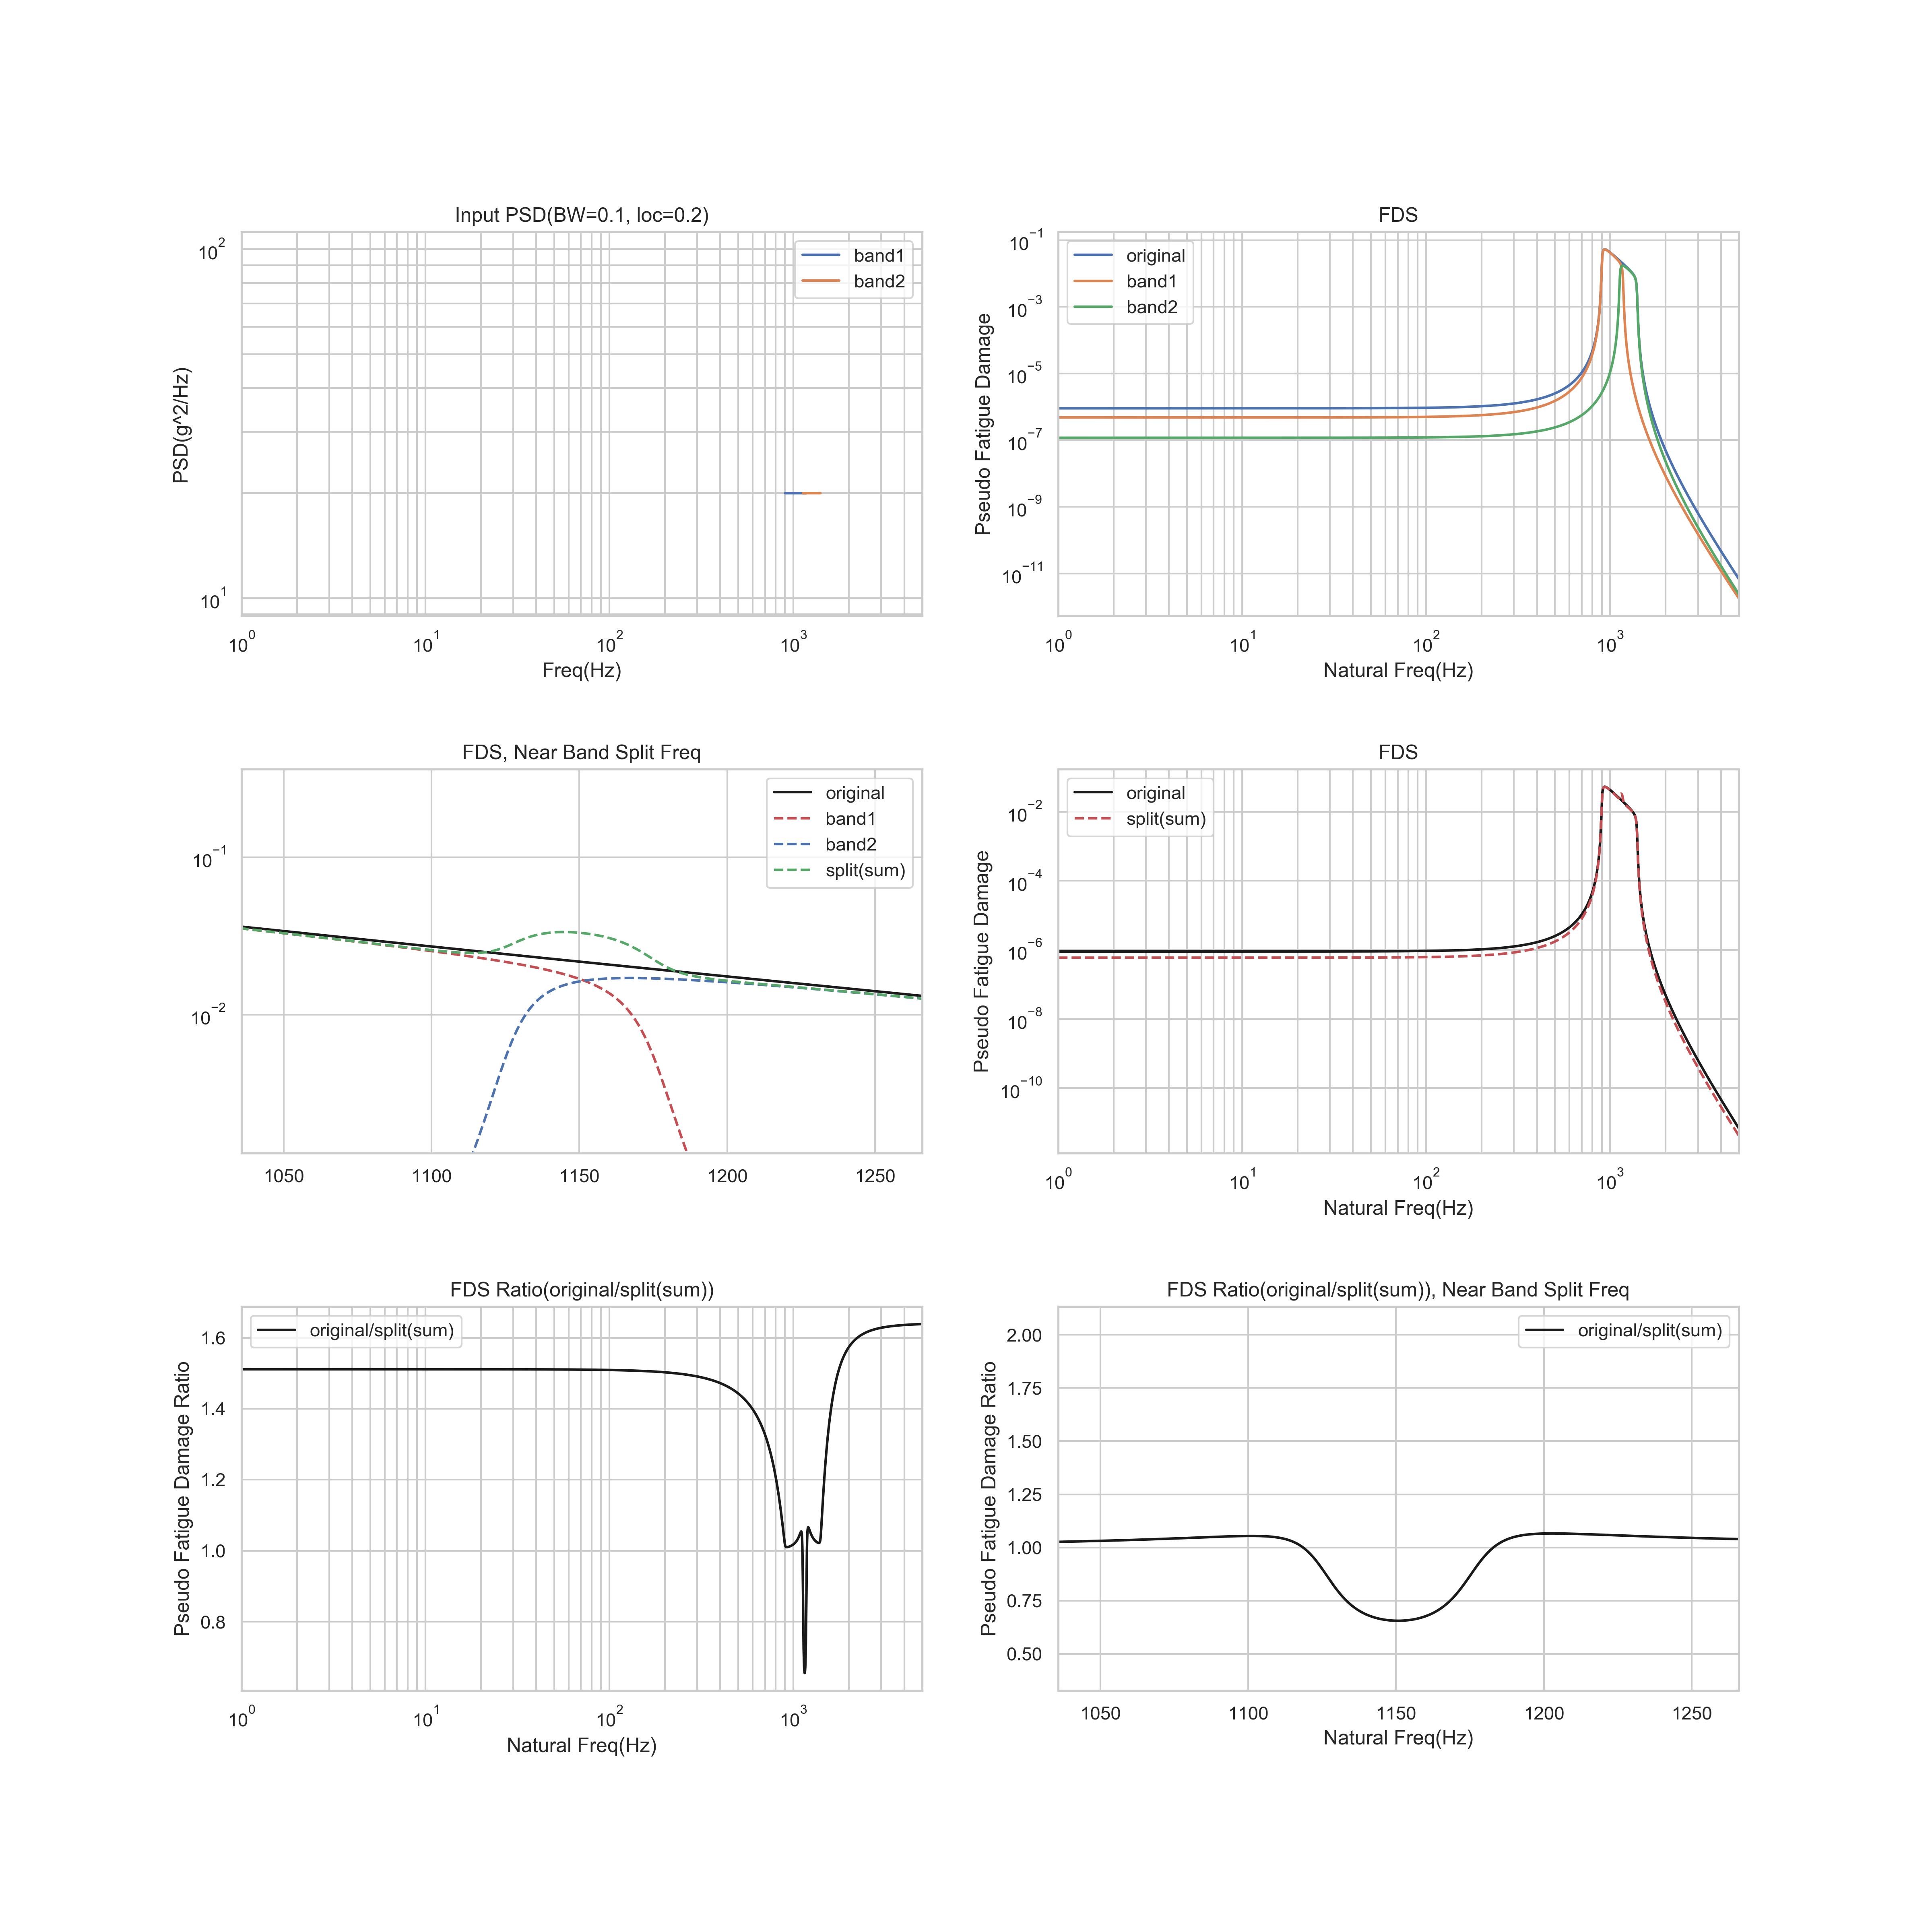 Input PSD(BW=0.1, loc=0.2)
PSD(g^2/Hz)
10^2
10^1
band1
band2
10^0 10^1 10^2 10^3
Freq(Hz)
FDS
Pseudo Fatigue Damage
10^−1
10^−3
10^−5
10^−7
10^−9
10^−11
original
band1
band2
10^0 10^1 10^2 10^3
Natural Freq(Hz)
FDS, Near Band Split Freq
10^−1
10^−2
original
band1
band2
split(sum)
1050 1100 1150 1200 1250
FDS
Pseudo Fatigue Damage
10^−2
10^−4
10^−6
10^−8
10^−10
original
split(sum)
10^0 10^1 10^2 10^3
Natural Freq(Hz)
FDS Ratio(original/split(sum))
Pseudo Fatigue Damage Ratio
1.6
1.4
1.2
1.0
0.8
original/split(sum)
10^0 10^1 10^2 10^3
Natural Freq(Hz)
FDS Ratio(original/split(sum)), Near Band Split Freq
Pseudo Fatigue Damage Ratio
2.00
1.75
1.50
1.25
1.00
0.75
0.50
original/split(sum)
1050 1100 1150 1200 1250
Natural Freq(Hz)